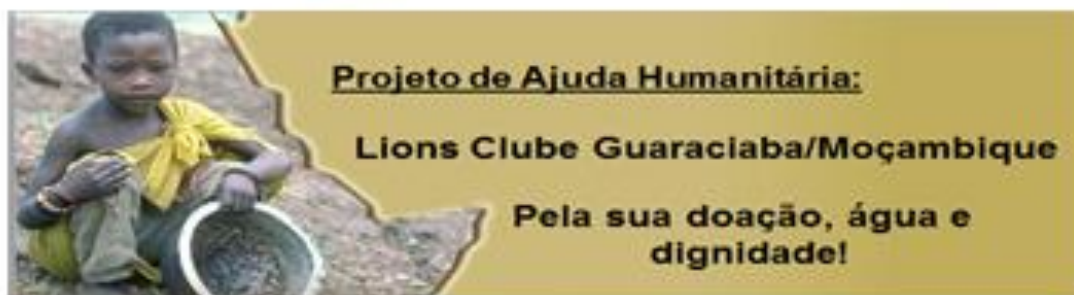 Projeto de Ajuda Humanitária:
Lions Clube Guaraciaba/Moçambique
Pela sua doação, água e
dignidade!